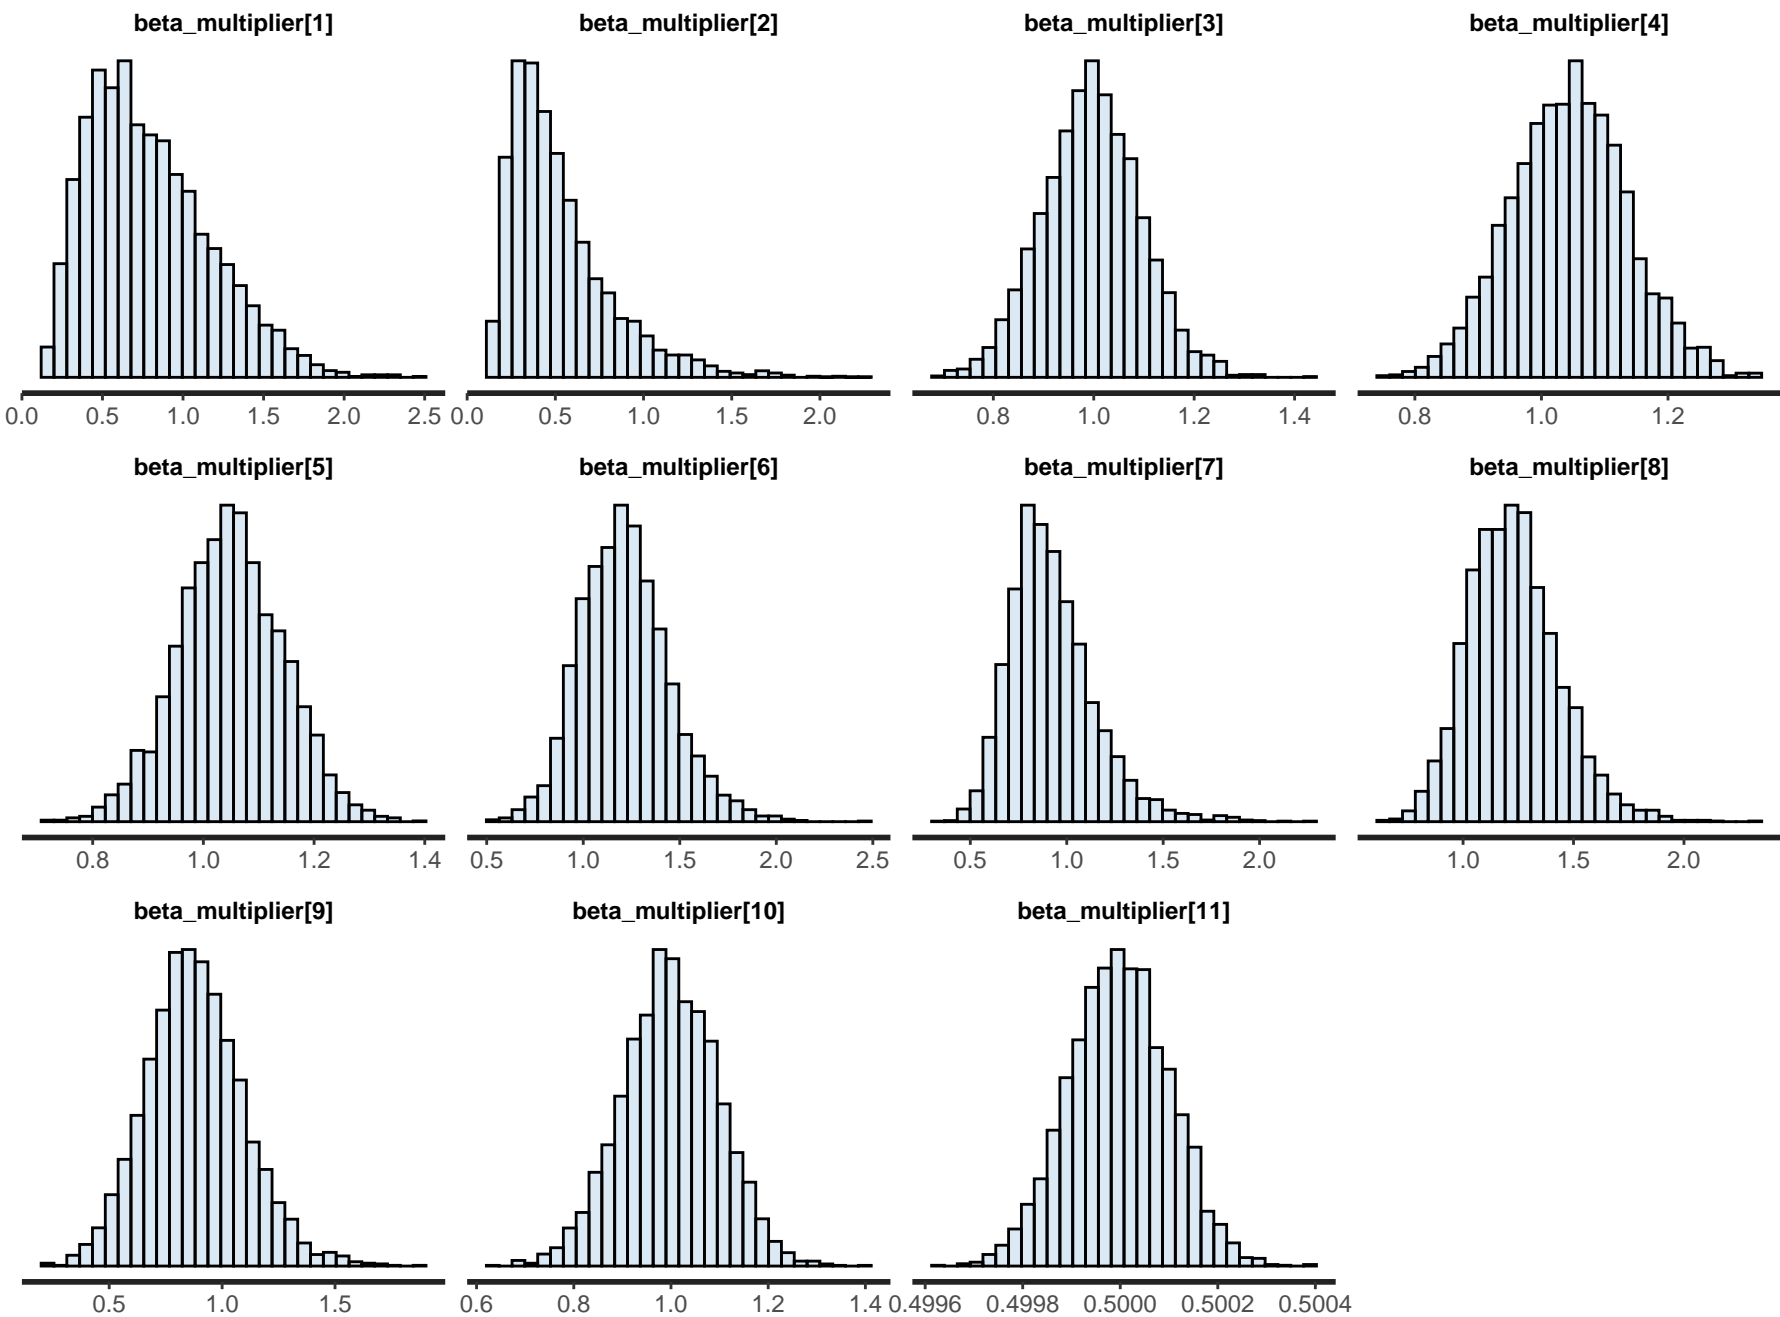 beta_multiplier[1] beta_multiplier[2] beta_multiplier[3] beta_multiplier[4]
0.0 0.5 1.0 1.5 2.0 2.5 0.0 0.5 1.0 1.5 2.0 0.8 1.0 1.2 1.4 0.8 1.0 1.2
beta_multiplier[5] beta_multiplier[6] beta_multiplier[7] beta_multiplier[8]
0.8 1.0 1.2 1.4 0.5 1.0 1.5 2.0 2.5 0.5 1.0 1.5 2.0 1.0 1.5 2.0
beta_multiplier[9] beta_multiplier[10] beta_multiplier[11]
0.5 1.0 1.5 0.6 0.8 1.0 1.2 1.4 0.4996 0.4998 0.5000 0.5002 0.5004